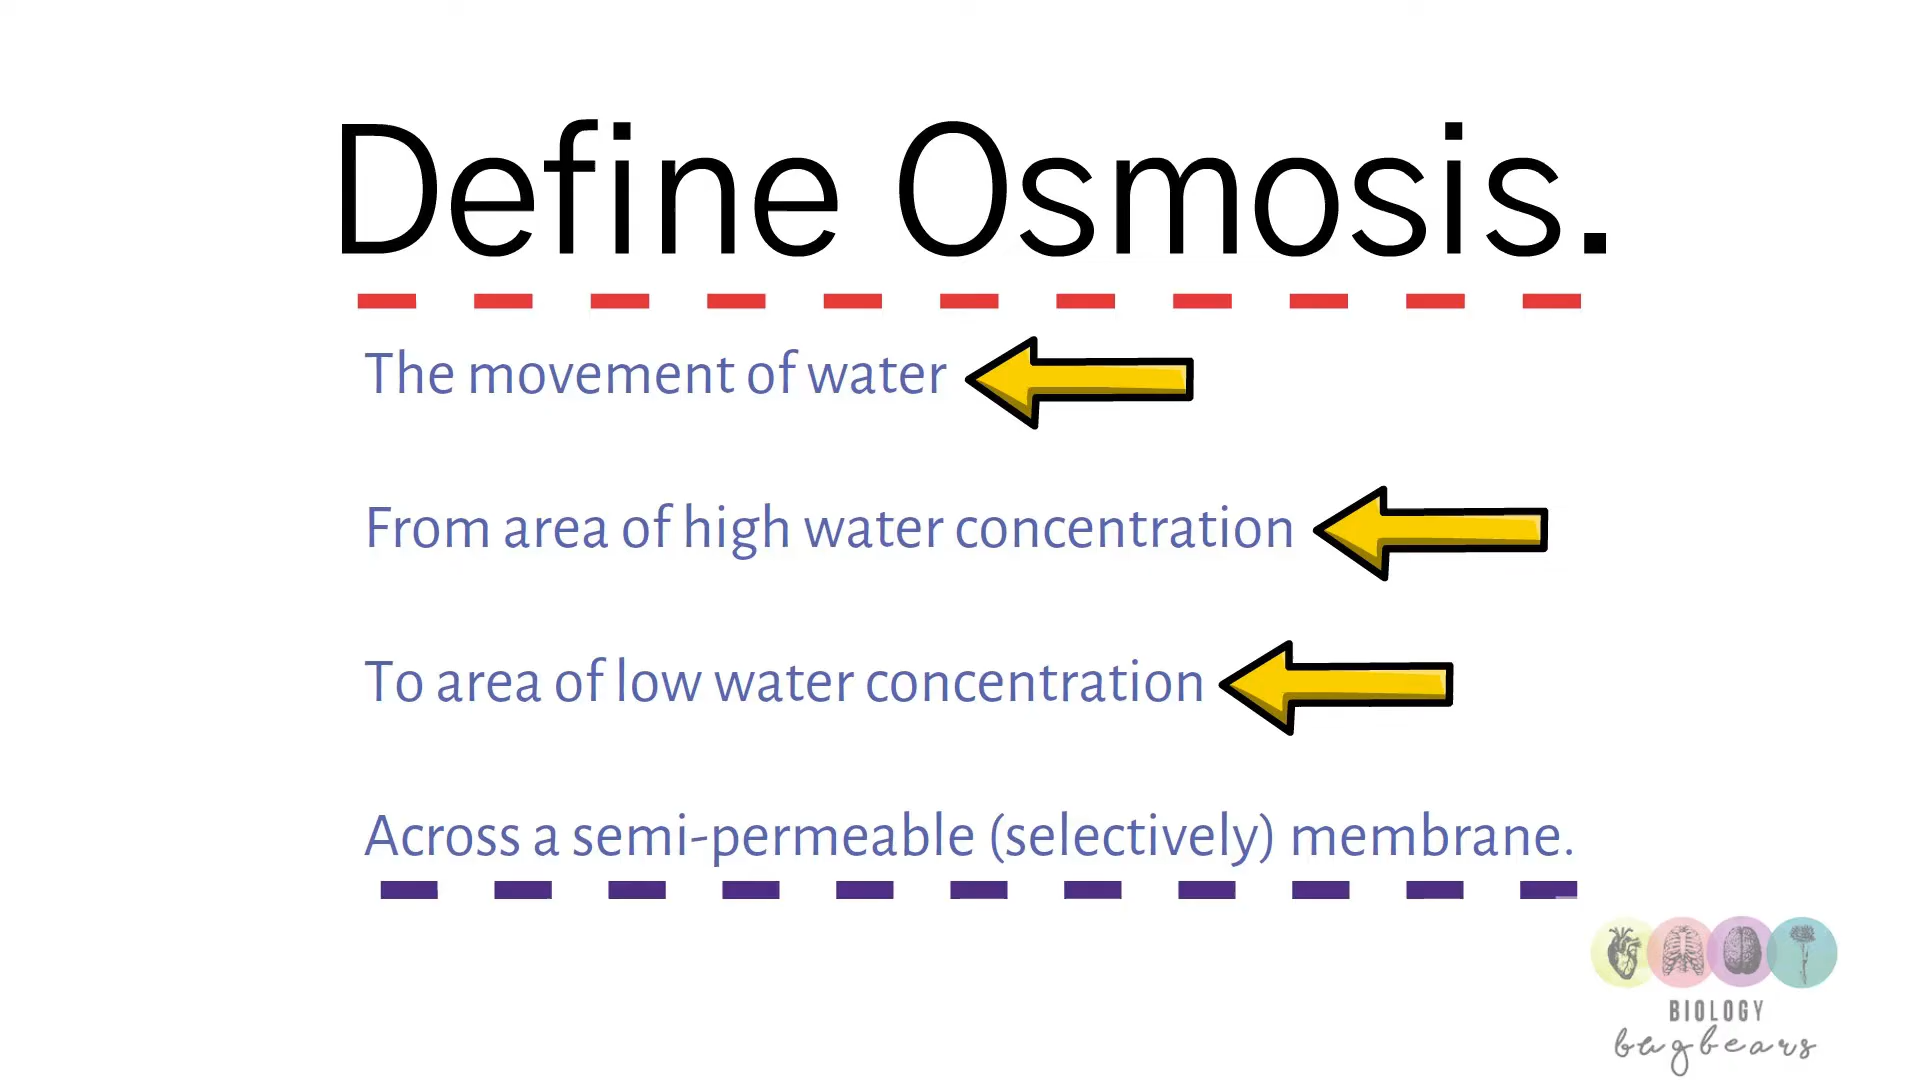 Define Osmosis.
The movement of water
From area of high water concentration
To area of low water concentration
Across a semi-permeable (selectively) membrane.
BIOLOGY
bugbears